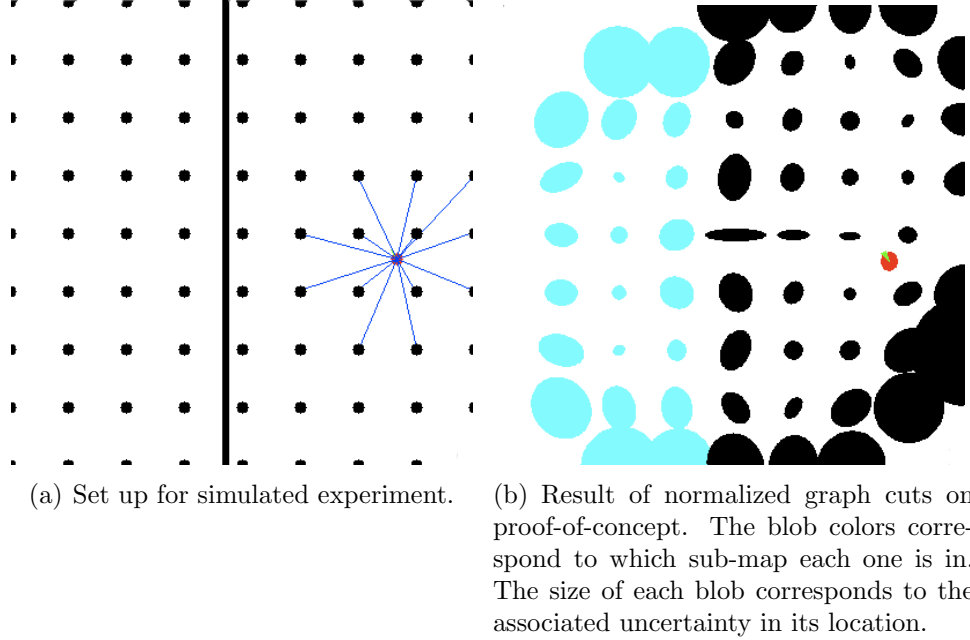 (a) Set up for simulated experiment.
(b) Result of normalized graph cuts on
proof-of-concept. The blob colors corre-
spond to which sub-map each one is in.
The size of each blob corresponds to the
associated uncertainty in its location.